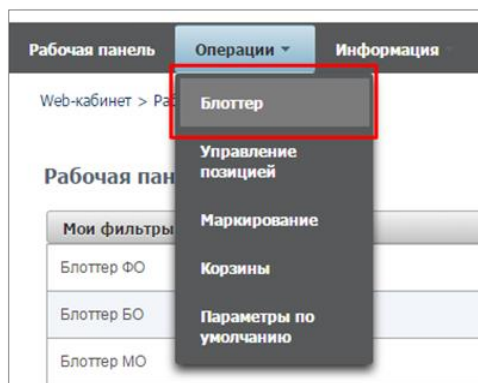 Рабочая панель Операции Информация
Web-кабинет > Ра
Блоттер
Управление
позицией
Рабочая пан
Маркирование
Мои фильтры
Корзины
Блоттер ФО
Блоттер БО
Параметры по
умолчанию
Блоттер МО